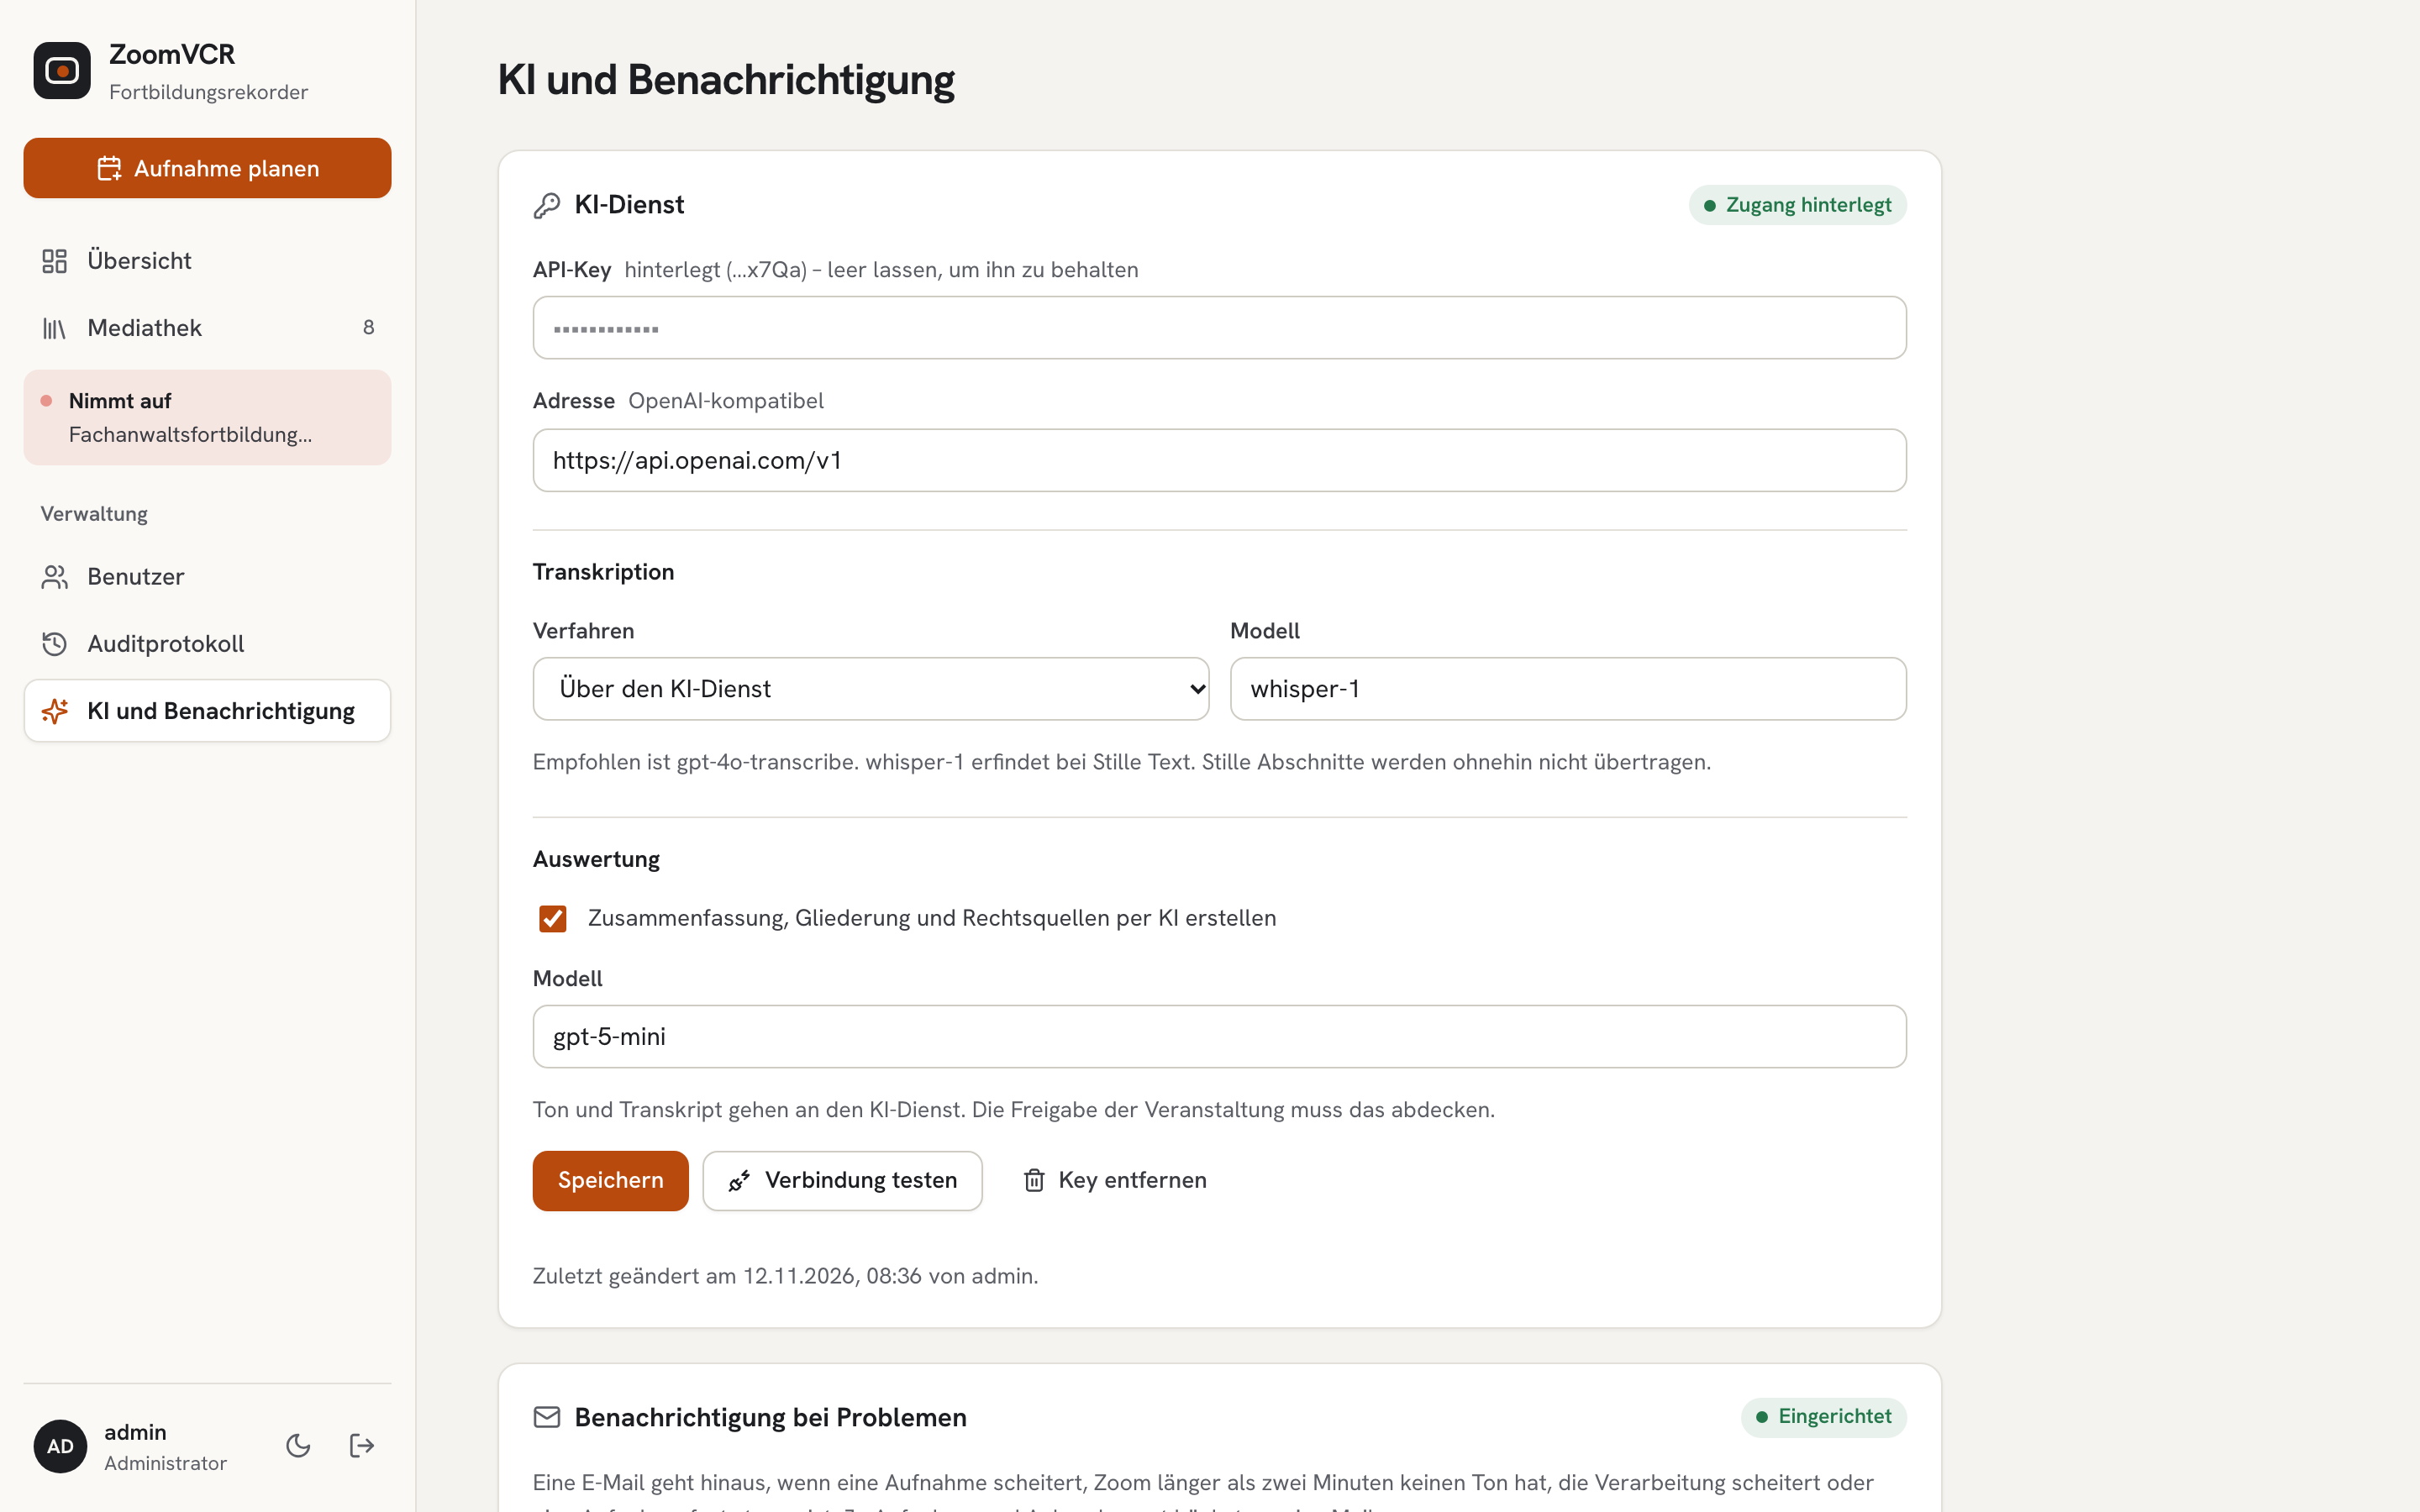 ZoomVCR
Fortbildungsrekorder
Aufnahme planen
Übersicht
Mediathek 8
Nimmt auf
Fachanwaltsfortbildung...
Verwaltung
Benutzer
Auditprotokoll
KI und Benachrichtigung
AD
admin
Administrator
KI und Benachrichtigung
KI-Dienst
Zugang hinterlegt
API-Key hinterlegt (…x7Qa) – leer lassen, um ihn zu behalten
Adresse OpenAI-kompatibel
https://api.openai.com/v1
Transkription
Verfahren Modell
Über den KI-Dienst whisper-1
Empfohlen ist gpt-4o-transcribe. whisper-1 erfindet bei Stille Text. Stille Abschnitte werden ohnehin nicht übertragen.
Auswertung
Zusammenfassung, Gliederung und Rechtsquellen per KI erstellen
Modell
gpt-5-mini
Ton und Transkript gehen an den KI-Dienst. Die Freigabe der Veranstaltung muss das abdecken.
Speichern Verbindung testen Key entfernen
Zuletzt geändert am 12.11.2026, 08:36 von admin.
Benachrichtigung bei Problemen
Eingerichtet
Eine E-Mail geht hinaus, wenn eine Aufnahme scheitert, Zoom länger als zwei Minuten keinen Ton hat, die Verarbeitung scheitert oder